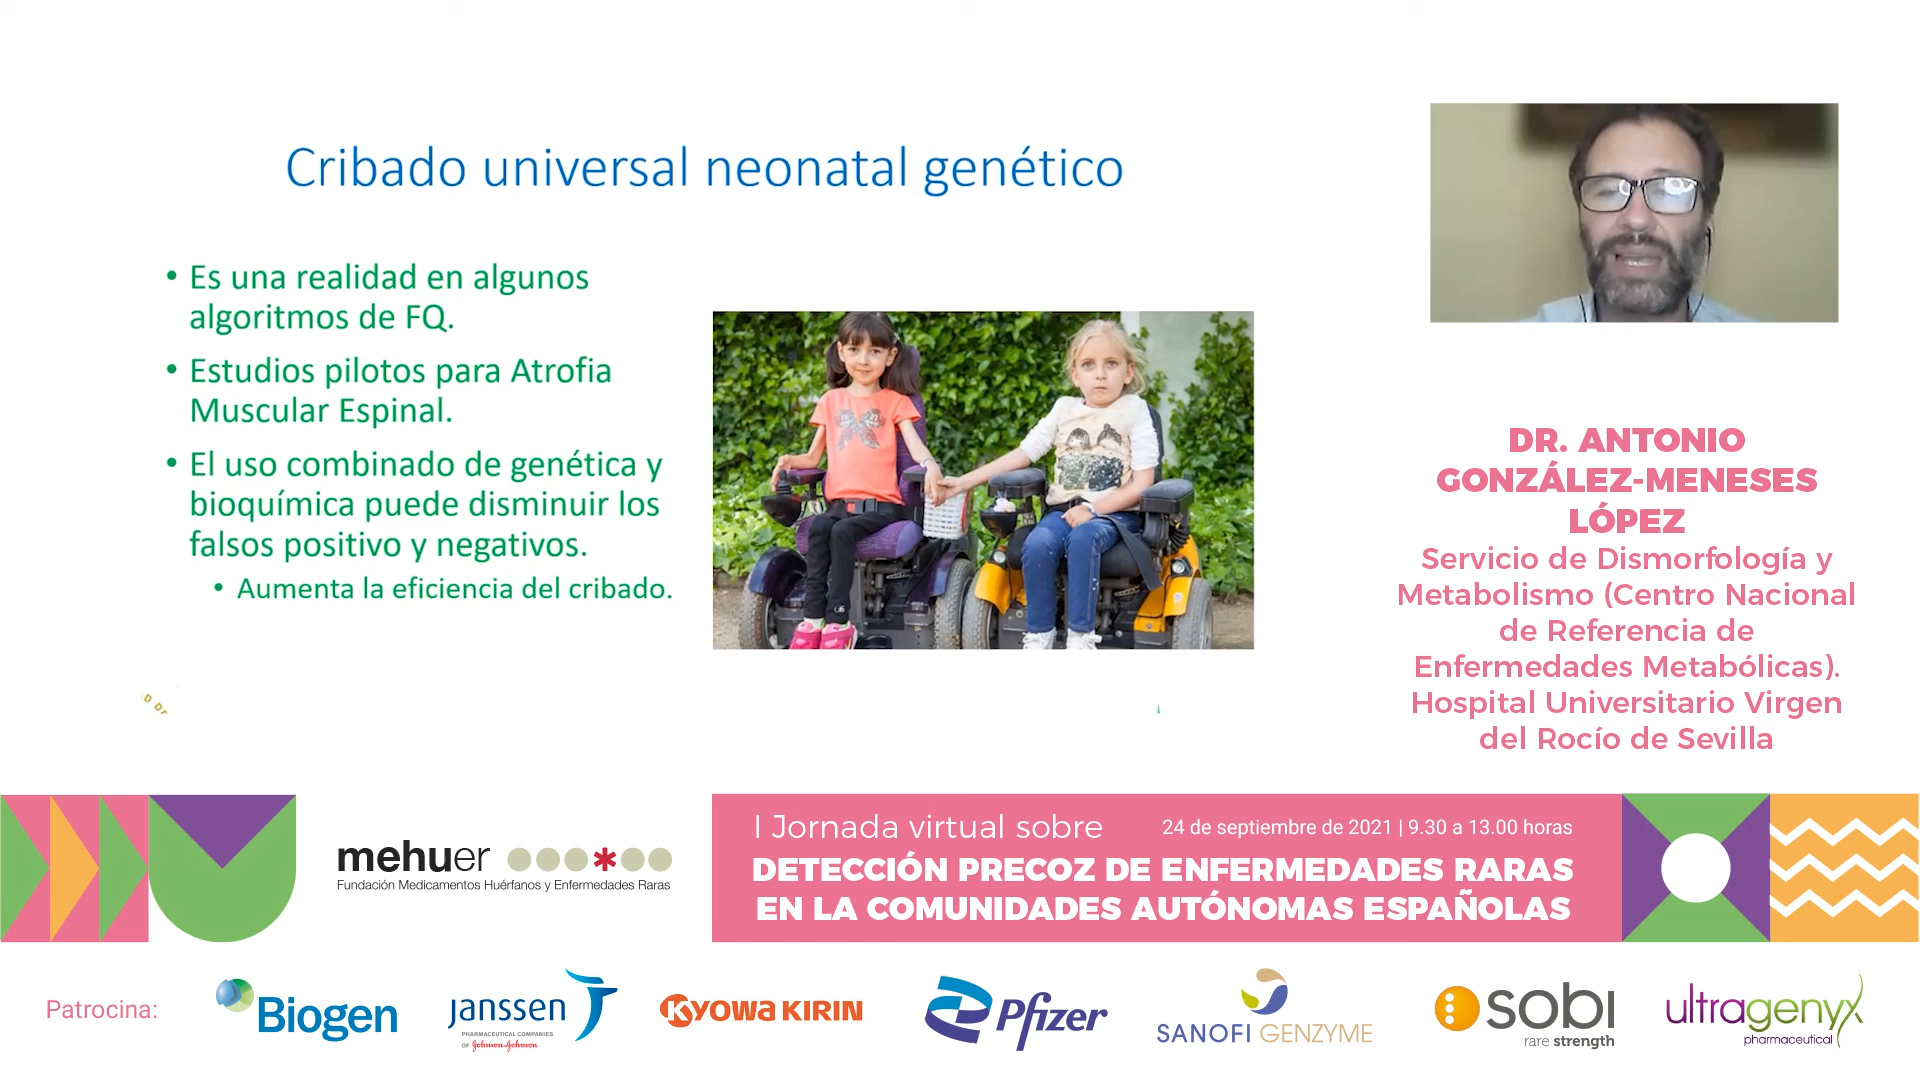 Cribado universal neonatal genético
• Es una realidad en algunos
algoritmos de FQ.
• Estudios pilotos para Atrofia
Muscular Espinal.
• El uso combinado de genética y
bioquímica puede disminuir los
falsos positivo y negativos.
• Aumenta la eficiencia del cribado.
DR. ANTONIO
GONZÁLEZ-MENESES
LÓPEZ
Servicio de Dismorfología y
Metabolismo (Centro Nacional
de Referencia de
Enfermedades Metabólicas).
Hospital Universitario Virgen
del Rocío de Sevilla
mehuer
Fundación Medicamentos Huérfanos y Enfermedades Raras
I Jornada virtual sobre
24 de septiembre de 2021 | 9.30 a 13.00 horas
DETECCIÓN PRECOZ DE ENFERMEDADES RARAS
EN LA COMUNIDADES AUTÓNOMAS ESPAÑOLAS
Patrocina:
Biogen
janssen
PHARMACEUTICAL COMPANIES
OF Johnson & Johnson
KYOWA KIRIN
Pfizer
SANOFI GENZYME
sobi
rare strength
ultragenyx
pharmaceutical